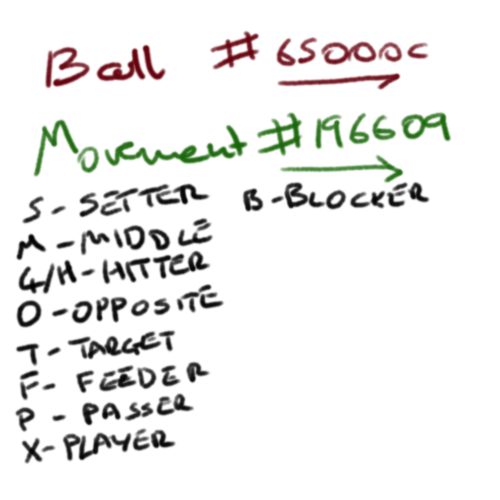 Ball #65000C
Movement #196609
S - SETTER B - BLOCKER
M - MIDDLE
4/H - HITTER
O - OPPOSITE
T - TARGET
F - FEEDER
P - PASSER
X - PLAYER